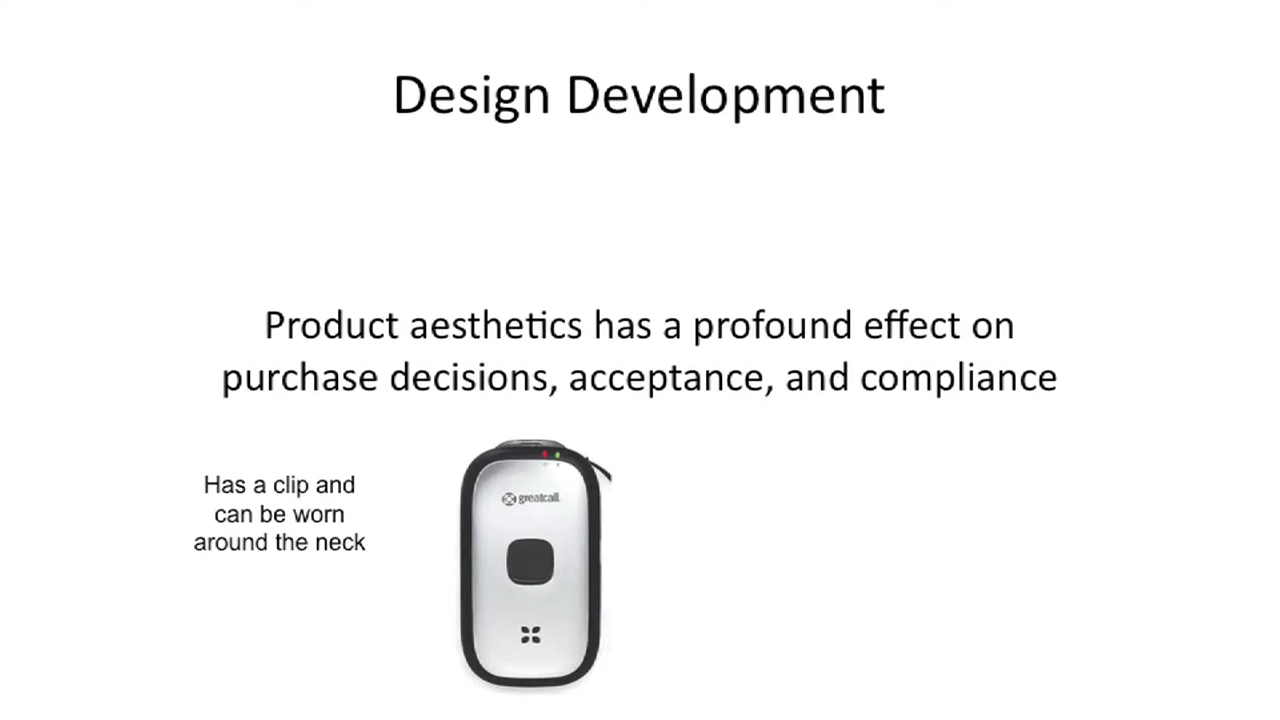 Design Development
Product aesthetics has a profound effect on
purchase decisions, acceptance, and compliance
Has a clip and
can be worn
around the neck
greatcall